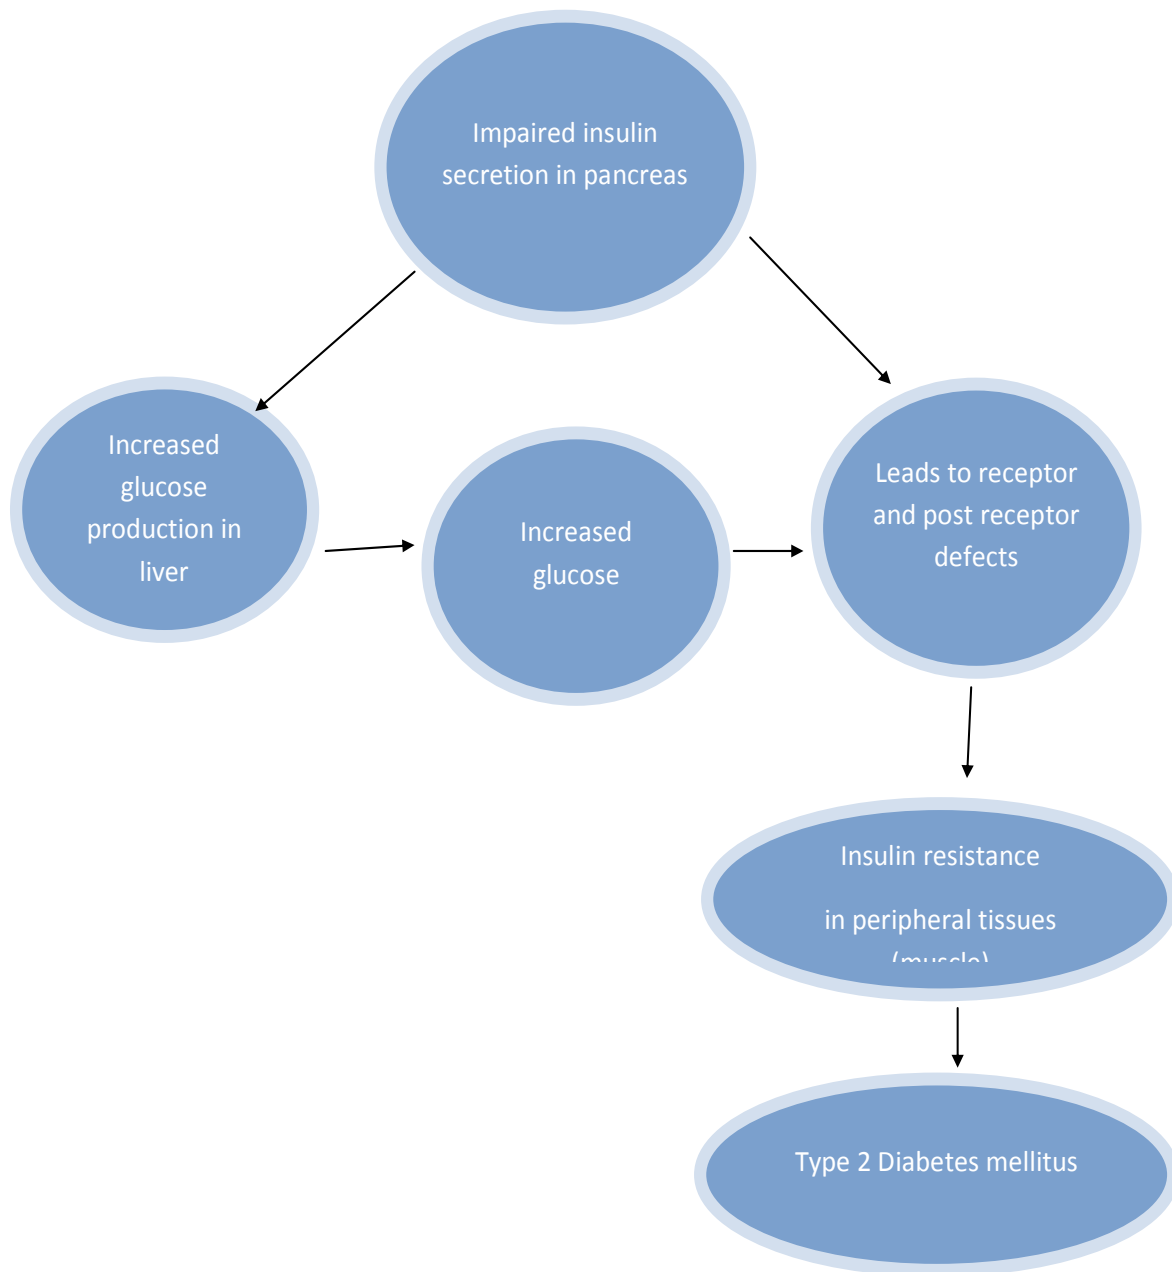 Impaired insulin
secretion in pancreas
Increased
glucose
production in
liver
Increased
glucose
Leads to receptor
and post receptor
defects
Insulin resistance
in peripheral tissues
(muscle)
Type 2 Diabetes mellitus